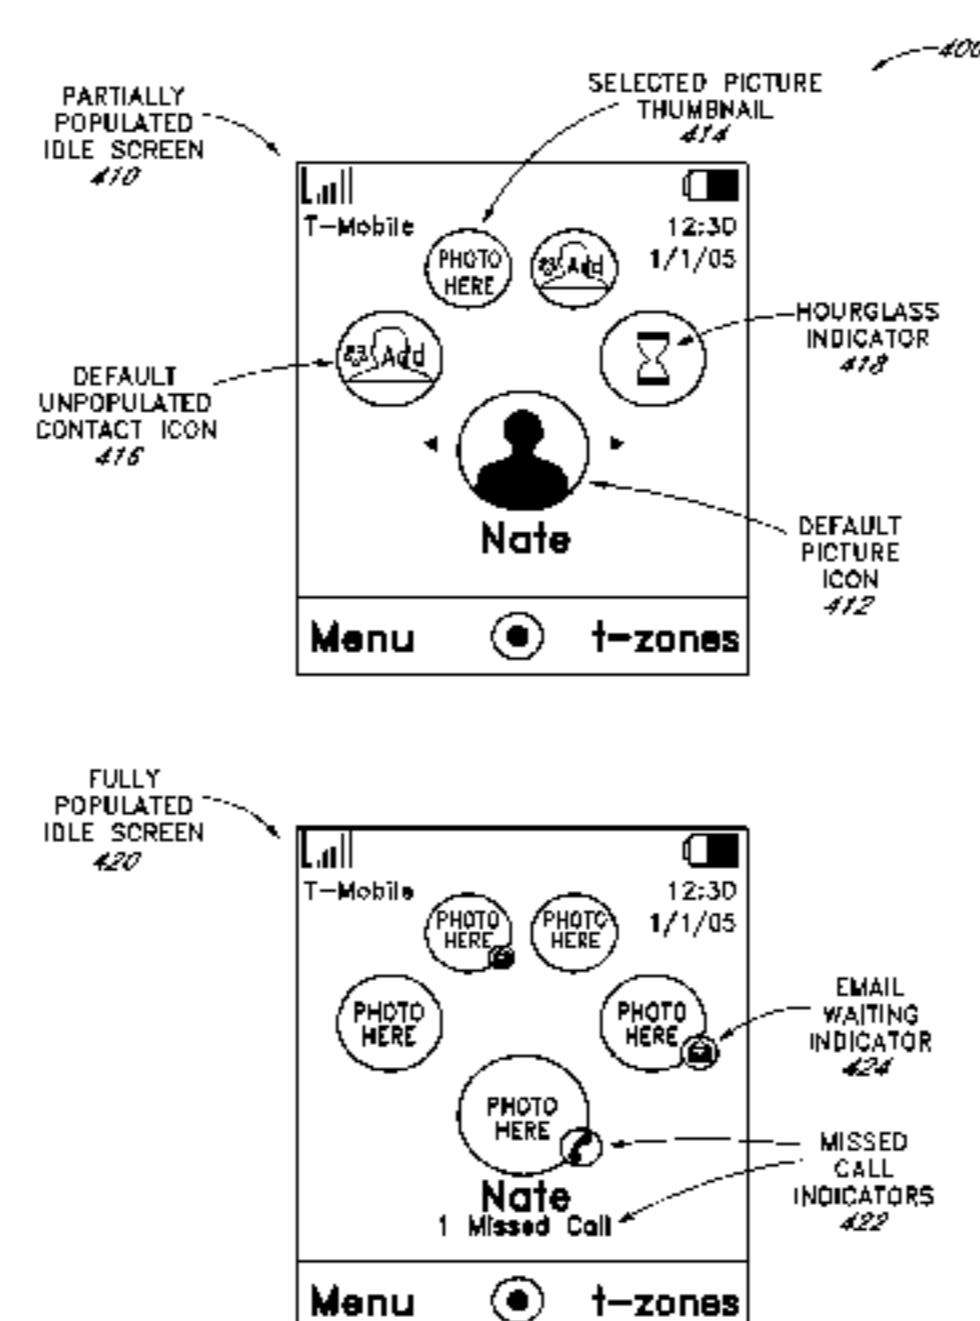 400
PARTIALLY
POPULATED
IDLE SCREEN
410
SELECTED PICTURE
THUMBNAIL
414
T-Mobile
12:30
1/1/05
PHOTO
HERE
Add
Add
HOURGLASS
INDICATOR
418
DEFAULT
UNPOPULATED
CONTACT ICON
416
Nate
DEFAULT
PICTURE
ICON
412
Menu
t-zones
FULLY
POPULATED
IDLE SCREEN
420
T-Mobile
12:30
1/1/05
PHOTO
HERE
PHOTO
HERE
PHOTO
HERE
PHOTO
HERE
EMAIL
WAITING
INDICATOR
424
PHOTO
HERE
MISSED
CALL
INDICATORS
422
Nate
1 Missed Call
Menu
t-zones